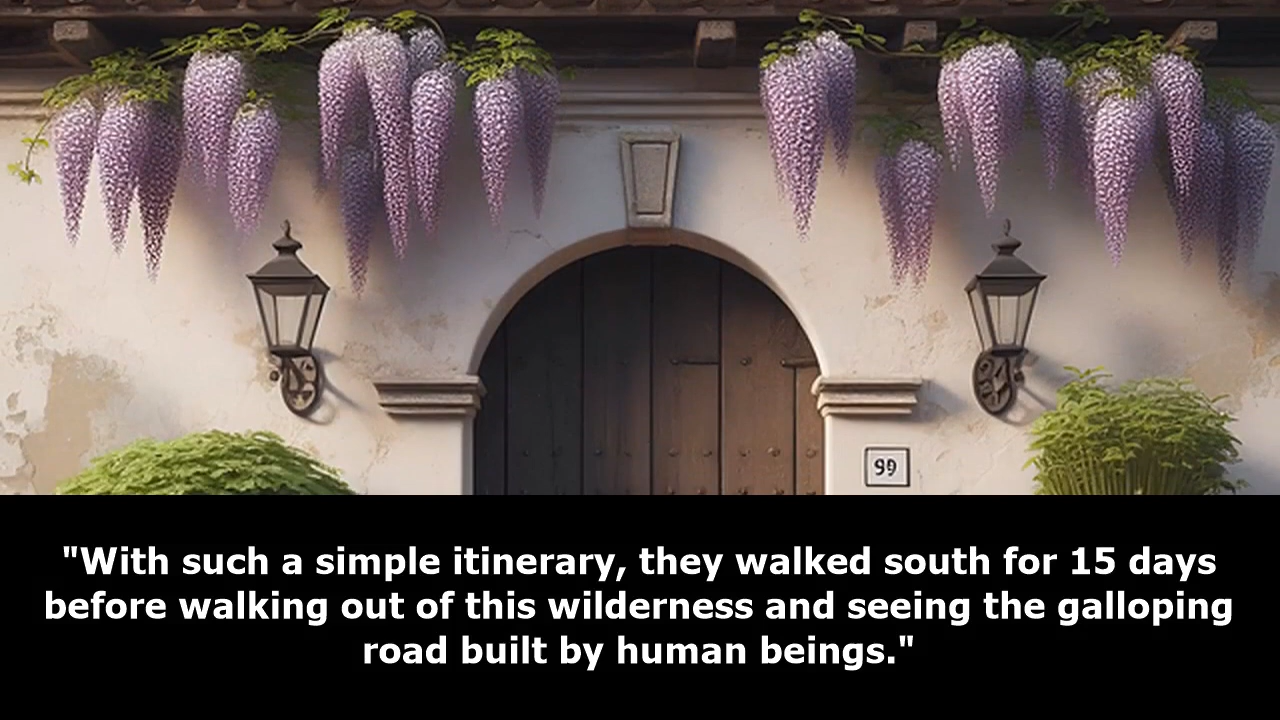 99
"With such a simple itinerary, they walked south for 15 days
before walking out of this wilderness and seeing the galloping
road built by human beings."